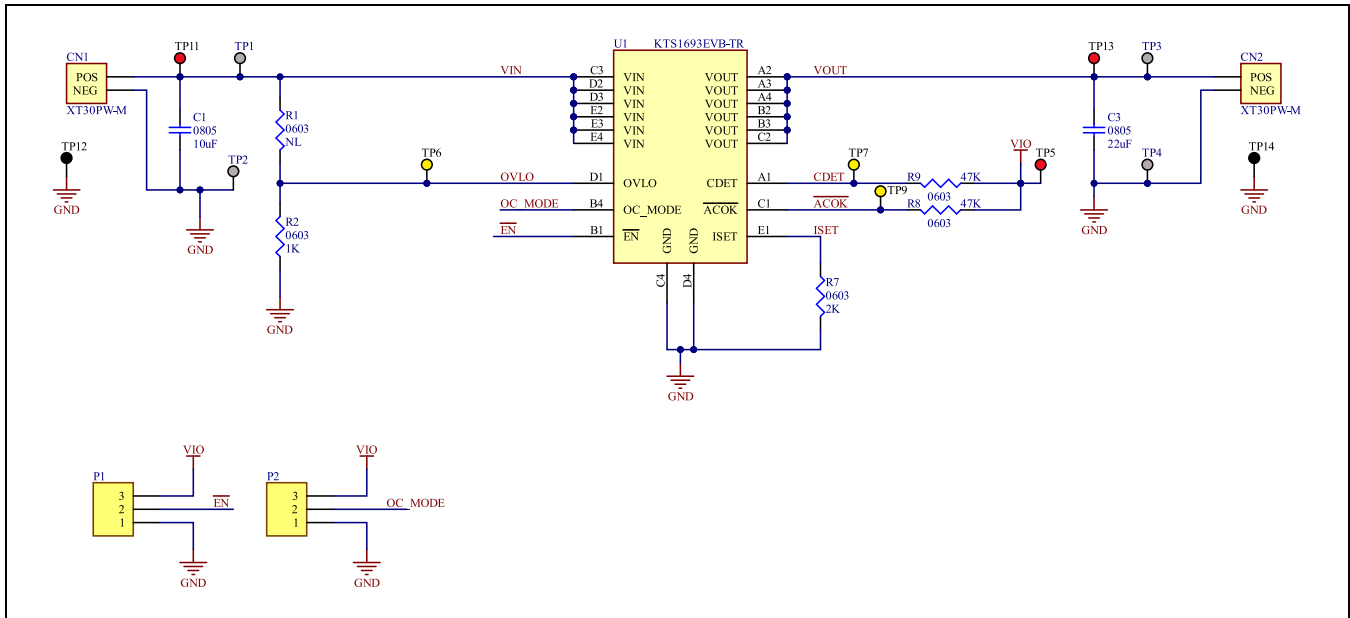 CN1
POS
NEG
XT30PW-M
TP11
TP1
C1
0805
10uF
TP12
GND
TP2
GND
R1
0603
NL
R2
0603
1K
GND
TP6
VIN
OVLO
OC_MODE
EN
U1 KTS1693EVB-TR
C3 VIN VOUT A2
D2 VIN VOUT A3
D3 VIN VOUT A4
E2 VIN VOUT B2
E3 VIN VOUT B3
E4 VIN VOUT C2
D1 OVLO CDET A1
B4 OC_MODE ACOK C1
B1 EN ISET E1
GND GND
C4 D4
GND
VOUT
CDET
ACOK
ISET
TP7
TP9
R9 47K
0603
R8 47K
0603
VIO
TP5
R7
0603
2K
TP13
TP3
C3
0805
22uF
TP4
GND
CN2
POS
NEG
XT30PW-M
TP14
GND
P1
3
2
1
VIO
EN
GND
P2
3
2
1
VIO
OC_MODE
GND